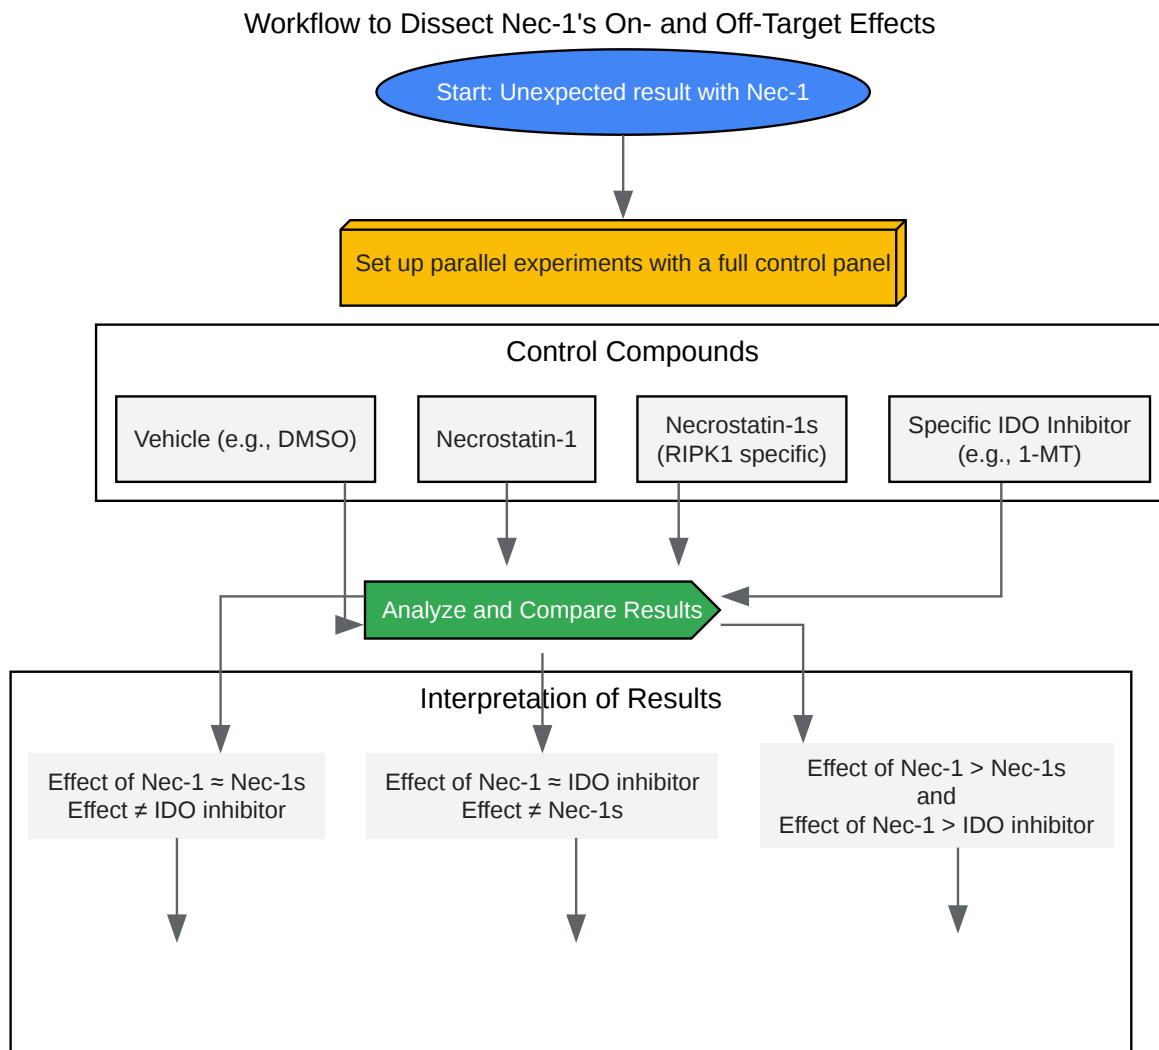 Workflow to Dissect Nec-1's On- and Off-Target Effects
Start: Unexpected result with Nec-1
Set up parallel experiments with a full control panel
Control Compounds
Vehicle (e.g., DMSO)
Necrostatin-1
Necrostatin-1s
(RIPK1 specific)
Specific IDO Inhibitor
(e.g., 1-MT)
Analyze and Compare Results
Interpretation of Results
Effect of Nec-1 ≈ Nec-1s
Effect ≠ IDO inhibitor
Effect of Nec-1 ≈ IDO inhibitor
Effect ≠ Nec-1s
Effect of Nec-1 > Nec-1s
and
Effect of Nec-1 > IDO inhibitor